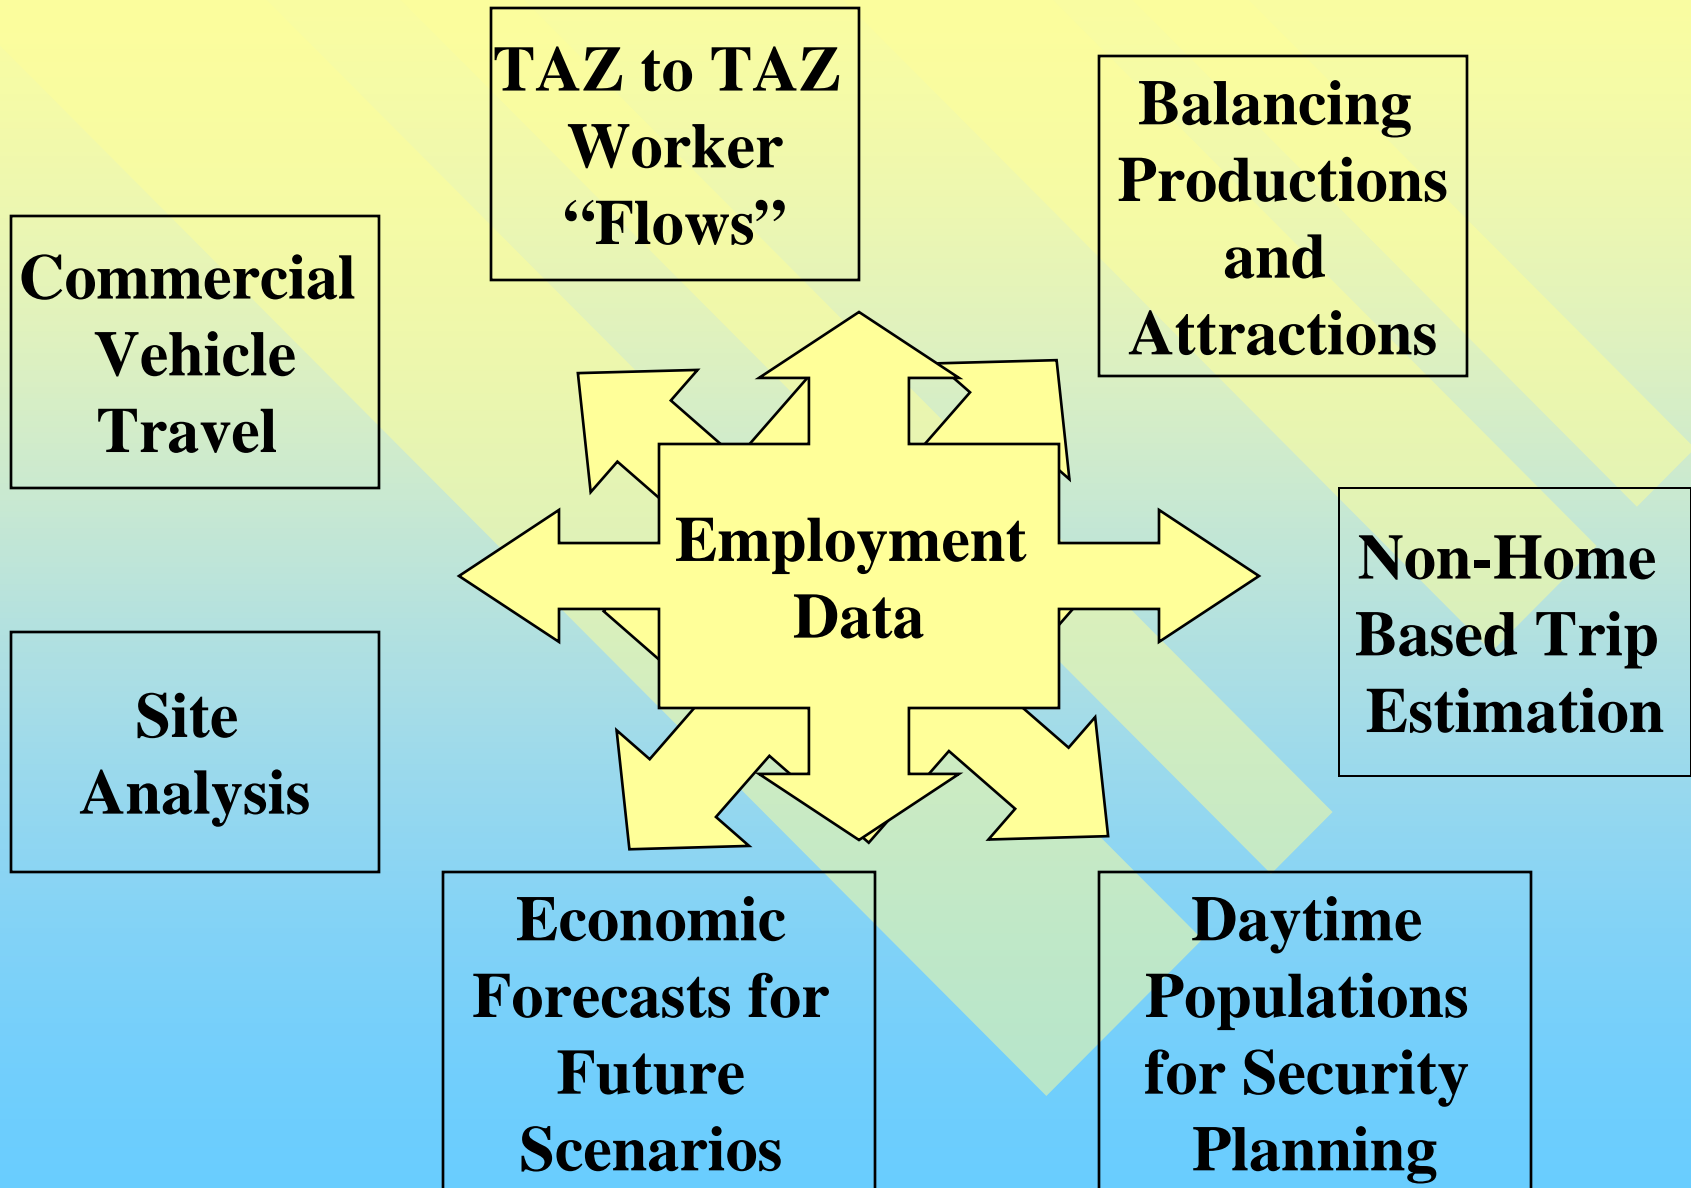 TAZ to TAZ
Worker
“Flows”
Balancing
Productions
and
Attractions
Commercial
Vehicle
Travel
Employment
Data
Non-Home
Based Trip
Estimation
Site
Analysis
Economic
Forecasts for
Future
Scenarios
Daytime
Populations
for Security
Planning